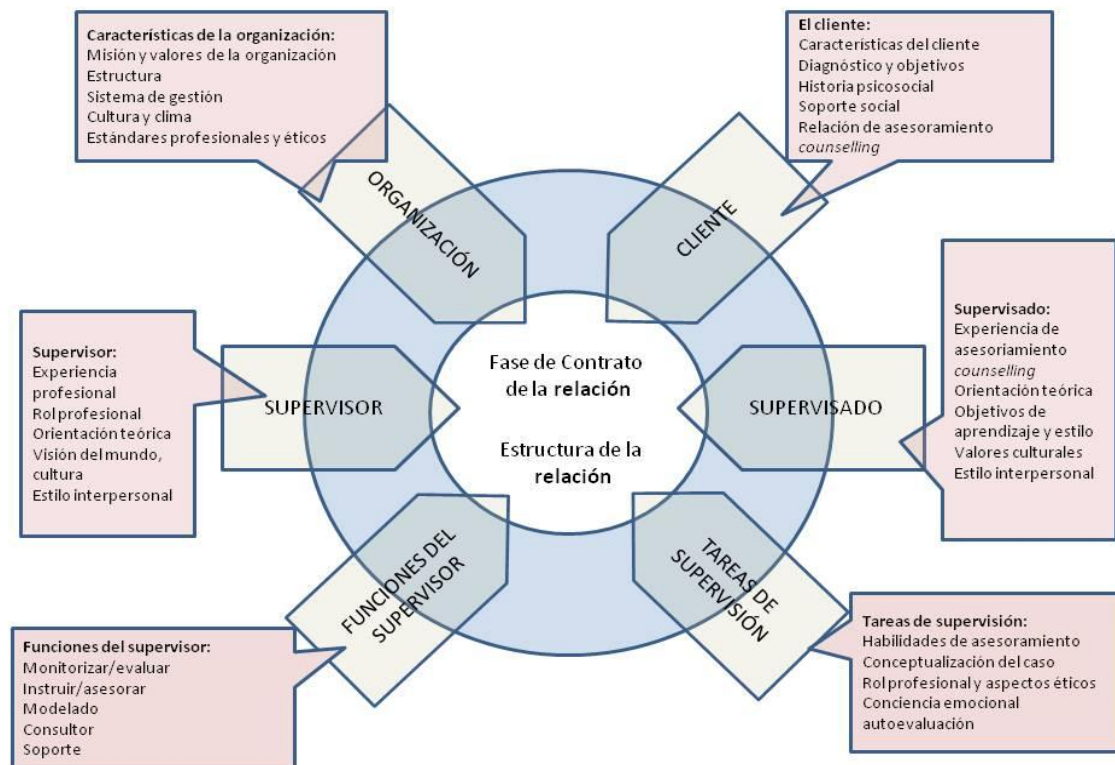 Características de la organización:
Misión y valores de la organización
Estructura
Sistema de gestión
Cultura y clima
Estándares profesionales y éticos
El cliente:
Características del cliente
Diagnóstico y objetivos
Historia psicosocial
Soporte social
Relación de asesoramiento
counselling
ORGANIZACIÓN
CLIENTE
Supervisor:
Experiencia
profesional
Rol profesional
Orientación teórica
Visión del mundo,
cultura
Estilo interpersonal
SUPERVISOR
Fase de Contrato
de la relación
Estructura de la
relación
SUPERVISADO
Supervisado:
Experiencia de
asesoriamiento
counselling
Orientación teórica
Objetivos de
aprendizaje y estilo
Valores culturales
Estilo interpersonal
FUNCIONES DEL
SUPERVISOR
TAREAS DE
SUPERVISIÓN
Funciones del supervisor:
Monitorizar/evaluar
Instruir/asesorar
Modelado
Consultor
Soporte
Tareas de supervisión:
Habilidades de asesoramiento
Conceptualización del caso
Rol profesional y aspectos éticos
Conciencia emocional
autoevaluación